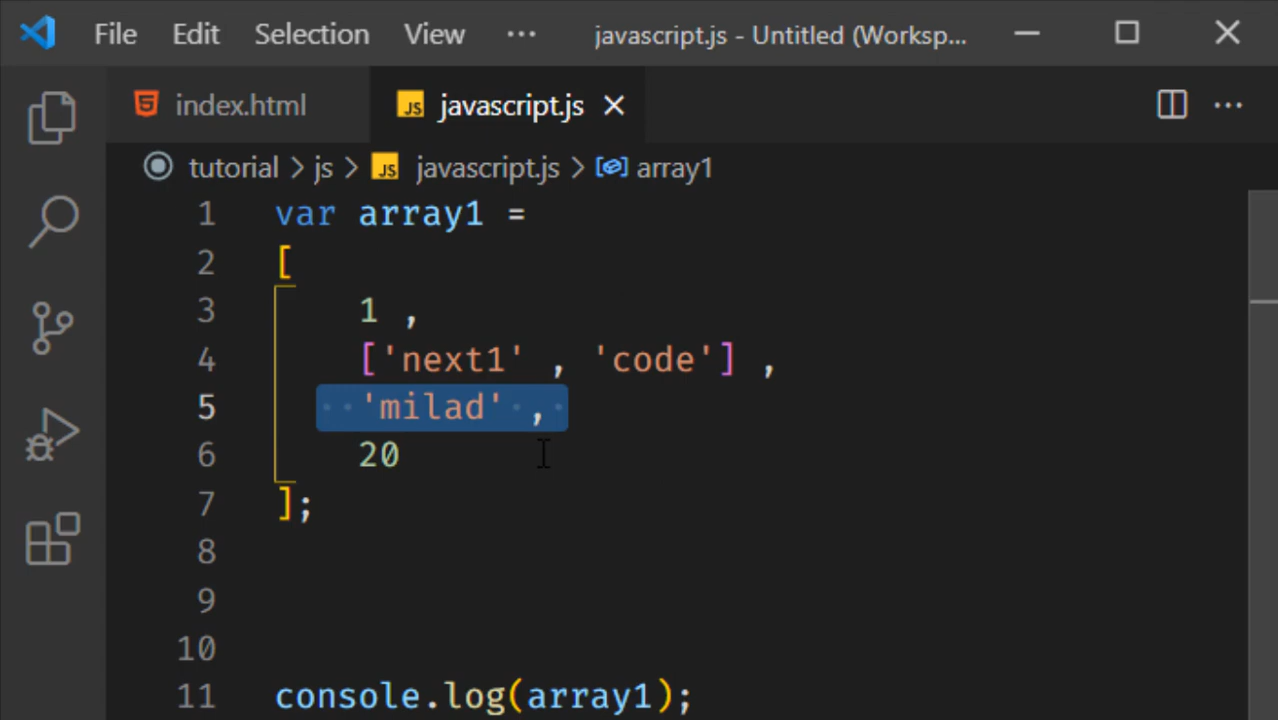 File Edit Selection View ··· javascript.js - Untitled (Worksp...
index.html JS javascript.js
tutorial > js > JS javascript.js > array1
1 var array1 =
2 [
3 1 ,
4 ['next1' , 'code'] ,
5 'milad' ,
6 20
7 ];
8
9
10
11 console.log(array1);